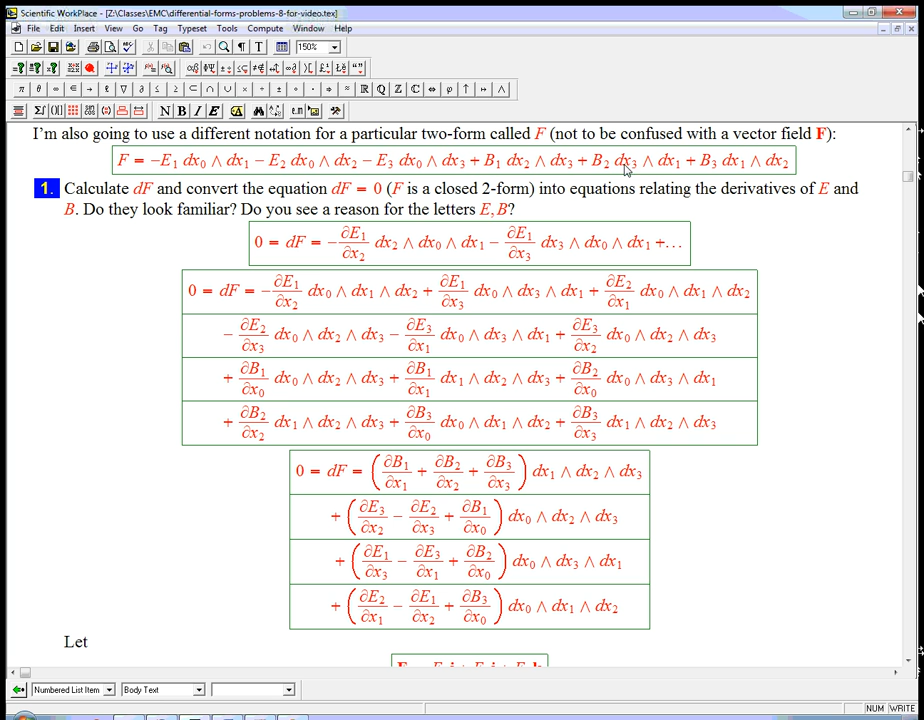 Scientific WorkPlace - [Z:\Classes\EMC\differential-forms-problems-8-for-video.tex]
File Edit Insert View Go Tag Typeset Tools Compute Window Help
150%
N B I E
I'm also going to use a different notation for a particular two-form called F (not to be confused with a vector field F):
F = −E₁ dx₀ ∧ dx₁ − E₂ dx₀ ∧ dx₂ − E₃ dx₀ ∧ dx₃ + B₁ dx₂ ∧ dx₃ + B₂ dx₃ ∧ dx₁ + B₃ dx₁ ∧ dx₂
1. Calculate dF and convert the equation dF = 0 (F is a closed 2-form) into equations relating the derivatives of E and
B. Do they look familiar? Do you see a reason for the letters E, B?
0 = dF = −∂E₁/∂x₂ dx₂ ∧ dx₀ ∧ dx₁ − ∂E₁/∂x₃ dx₃ ∧ dx₀ ∧ dx₁ +...
0 = dF = −∂E₁/∂x₂ dx₀ ∧ dx₁ ∧ dx₂ + ∂E₁/∂x₃ dx₀ ∧ dx₃ ∧ dx₁ + ∂E₂/∂x₁ dx₀ ∧ dx₁ ∧ dx₂
− ∂E₂/∂x₃ dx₀ ∧ dx₂ ∧ dx₃ − ∂E₃/∂x₁ dx₀ ∧ dx₃ ∧ dx₁ + ∂E₃/∂x₂ dx₀ ∧ dx₂ ∧ dx₃
+ ∂B₁/∂x₀ dx₀ ∧ dx₂ ∧ dx₃ + ∂B₁/∂x₁ dx₁ ∧ dx₂ ∧ dx₃ + ∂B₂/∂x₀ dx₀ ∧ dx₃ ∧ dx₁
+ ∂B₂/∂x₂ dx₁ ∧ dx₂ ∧ dx₃ + ∂B₃/∂x₀ dx₀ ∧ dx₁ ∧ dx₂ + ∂B₃/∂x₃ dx₁ ∧ dx₂ ∧ dx₃
0 = dF = (∂B₁/∂x₁ + ∂B₂/∂x₂ + ∂B₃/∂x₃) dx₁ ∧ dx₂ ∧ dx₃
+ (∂E₃/∂x₂ − ∂E₂/∂x₃ + ∂B₁/∂x₀) dx₀ ∧ dx₂ ∧ dx₃
+ (∂E₁/∂x₃ − ∂E₃/∂x₁ + ∂B₂/∂x₀) dx₀ ∧ dx₃ ∧ dx₁
+ (∂E₂/∂x₁ − ∂E₁/∂x₂ + ∂B₃/∂x₀) dx₀ ∧ dx₁ ∧ dx₂
Let
Numbered List Item Body Text
NUM WRITE